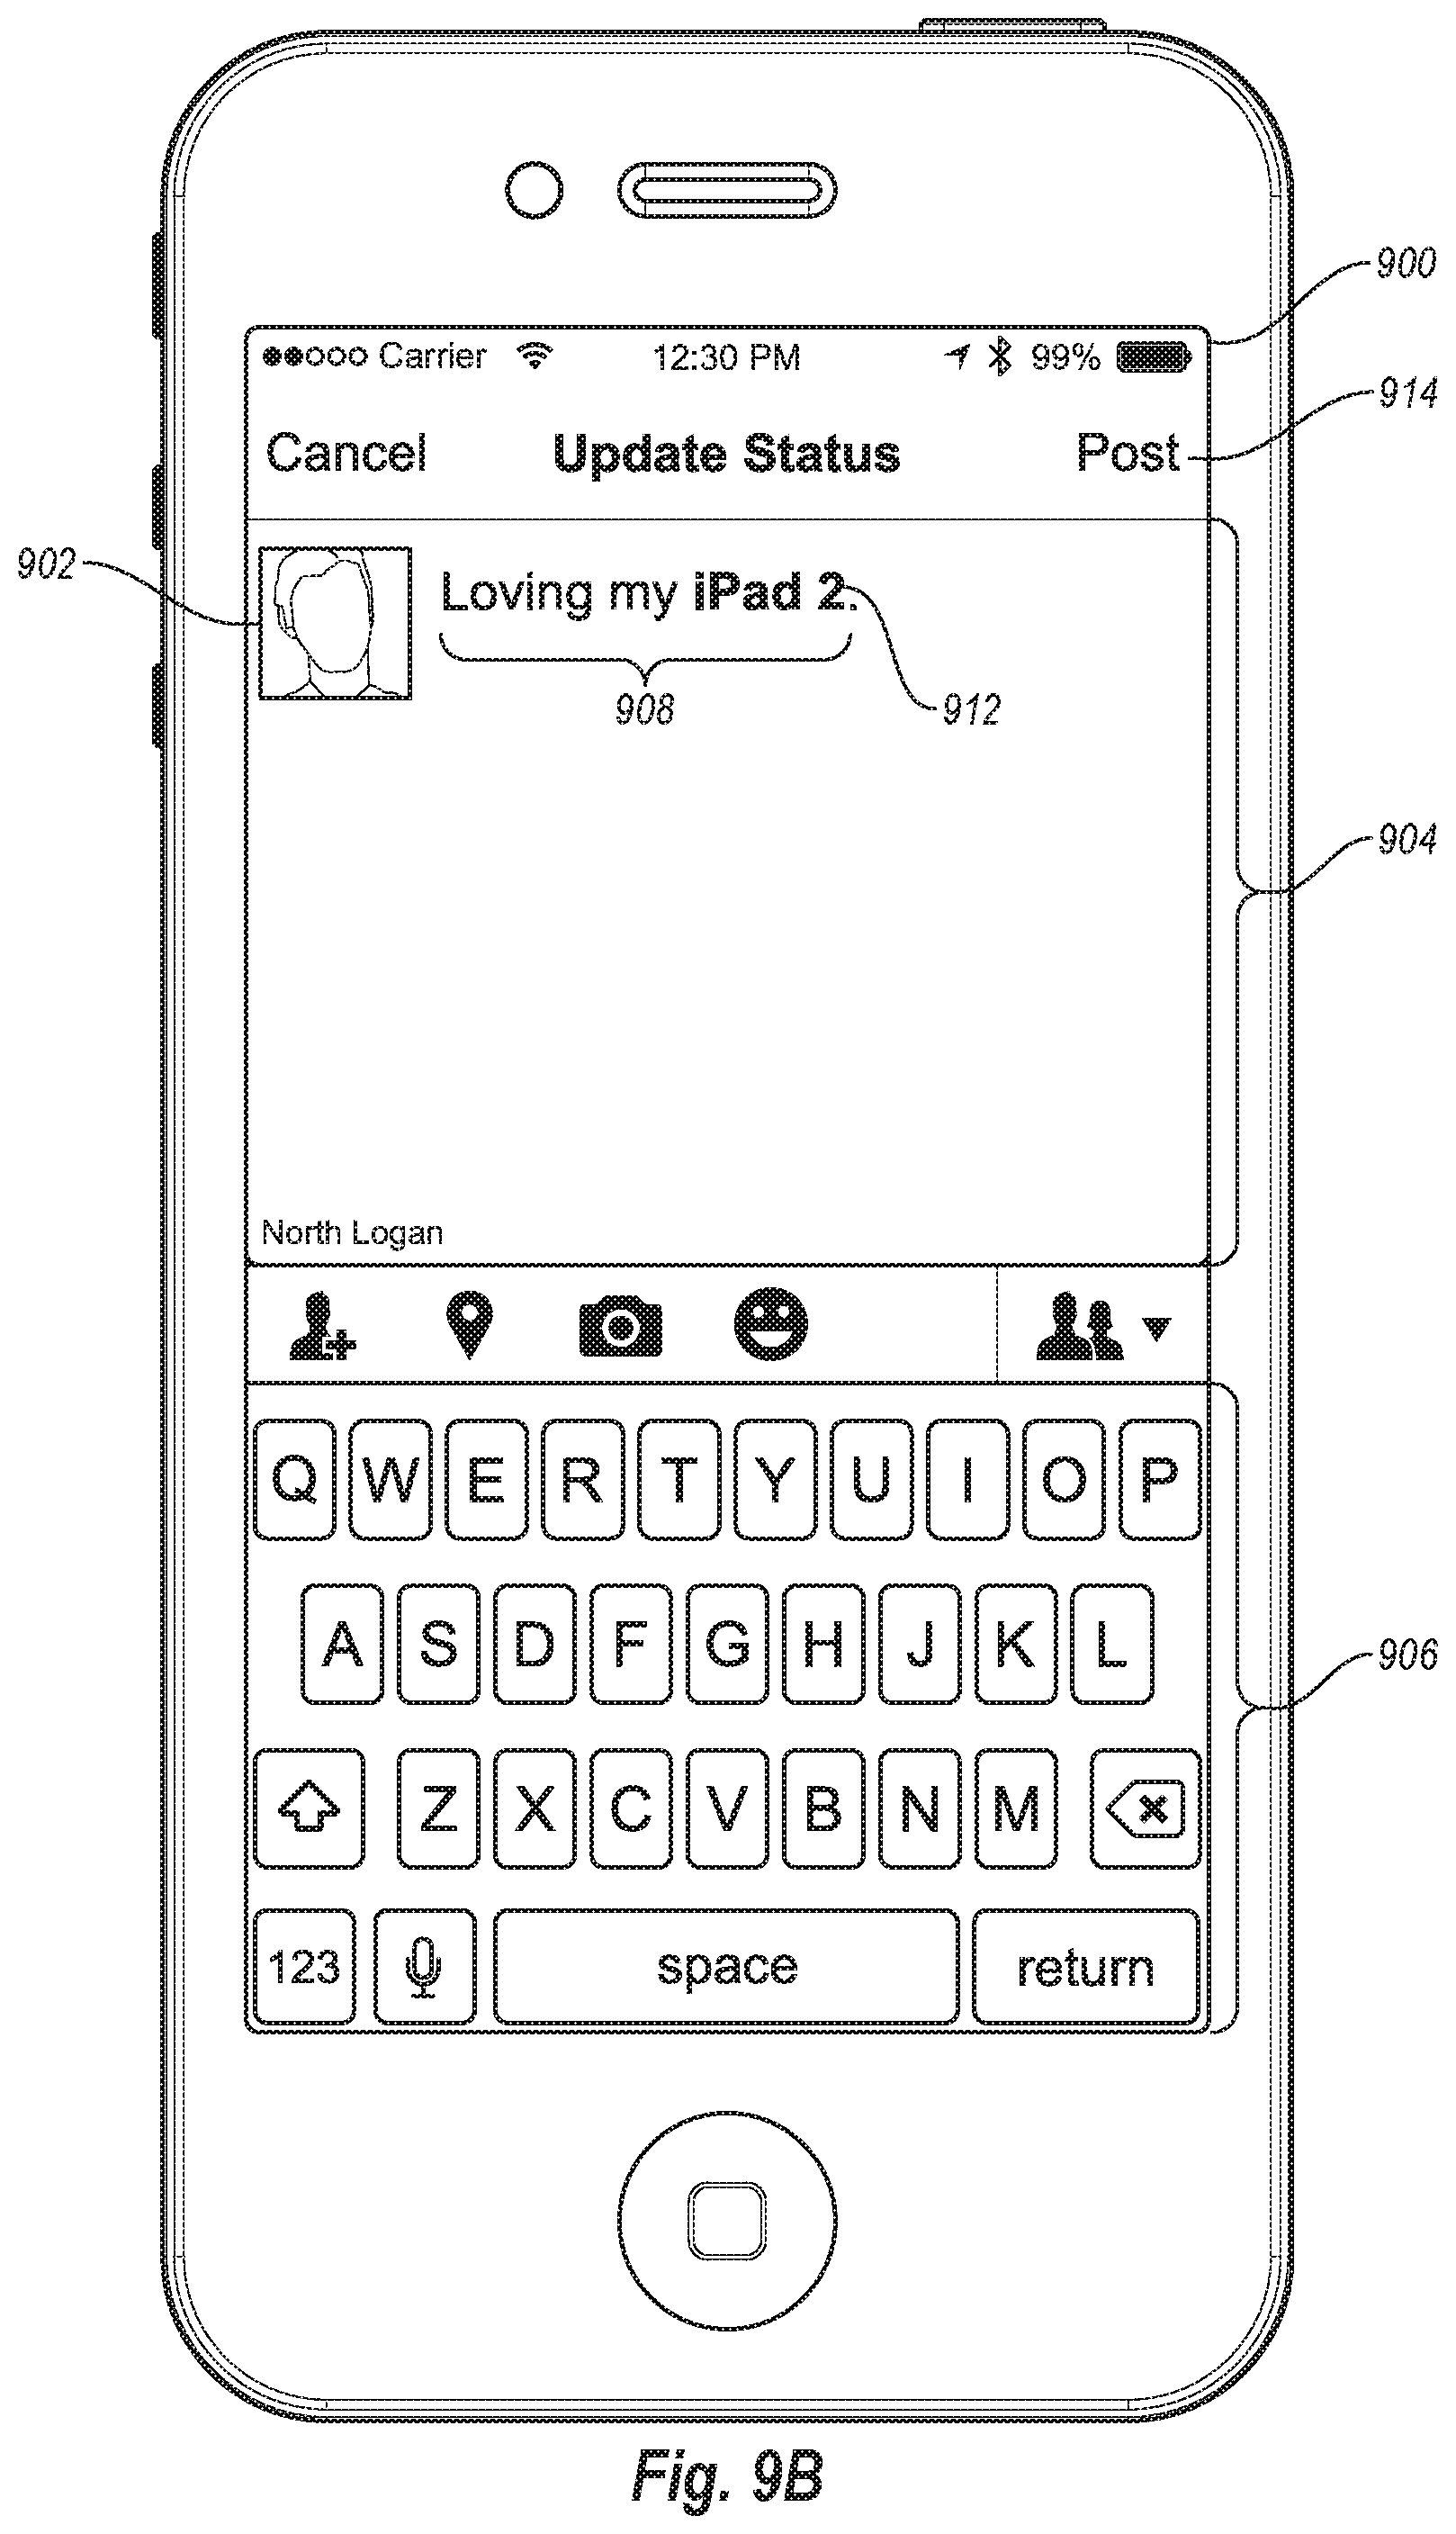 900
Carrier 12:30 PM 99%
914
Cancel Update Status Post
902
Loving my iPad 2.
908 912
904
North Logan
Q W E R T Y U I O P
A S D F G H J K L
906
Z X C V B N M
123 space return
Fig. 9B